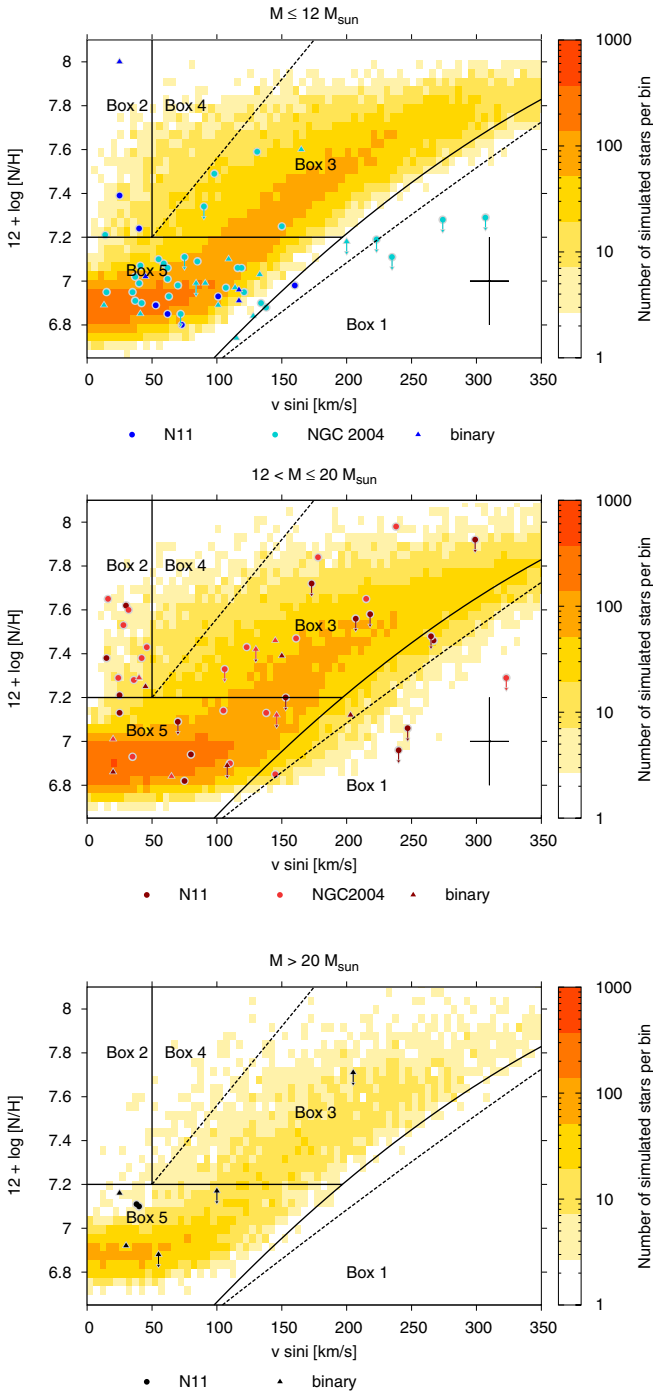 M ≤ 12 M_sun
12 + log [N/H]
8
7.8
7.6
7.4
7.2
7
6.8
Box 2
Box 4
Box 3
Box 5
Box 1
0 50 100 150 200 250 300 350
v sini [km/s]
1000
100
10
1
Number of simulated stars per bin
N11 NGC 2004 binary
12 < M ≤ 20 M_sun
12 + log [N/H]
8
7.8
7.6
7.4
7.2
7
6.8
Box 2
Box 4
Box 3
Box 5
Box 1
0 50 100 150 200 250 300 350
v sini [km/s]
1000
100
10
1
Number of simulated stars per bin
N11 NGC2004 binary
M > 20 M_sun
12 + log [N/H]
8
7.8
7.6
7.4
7.2
7
6.8
Box 2
Box 4
Box 3
Box 5
Box 1
0 50 100 150 200 250 300 350
v sini [km/s]
1000
100
10
1
Number of simulated stars per bin
N11 binary